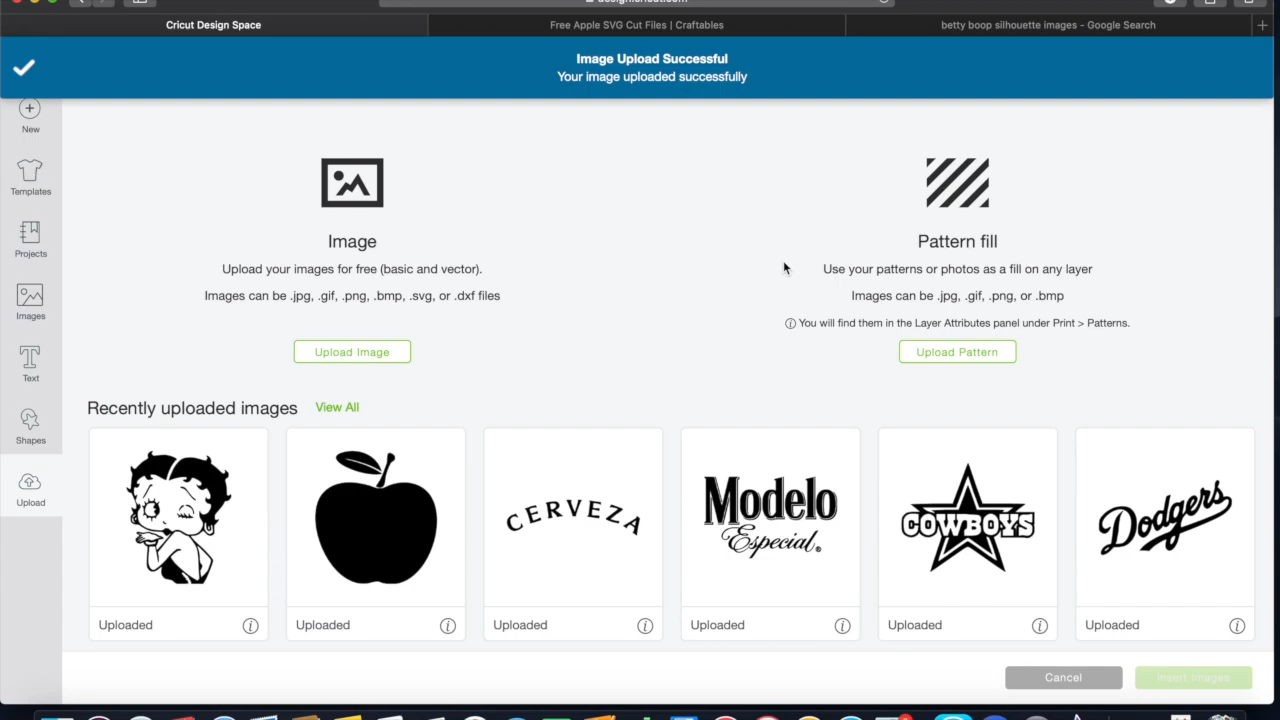 Cricut Design Space
Free Apple SVG Cut Files | Craftables
betty boop silhouette images - Google Search
Image Upload Successful
Your image uploaded successfully
New
Templates
Projects
Images
Text
Shapes
Upload
Image
Upload your images for free (basic and vector).
Images can be .jpg, .gif, .png, .bmp, .svg, or .dxf files
Upload Image
Pattern fill
Use your patterns or photos as a fill on any layer
Images can be .jpg, .gif, .png, or .bmp
You will find them in the Layer Attributes panel under Print > Patterns.
Upload Pattern
Recently uploaded images View All
CERVEZA
Modelo
Especial®
COWBOYS
Dodgers
Uploaded
Uploaded
Uploaded
Uploaded
Uploaded
Uploaded
Cancel
Insert Images